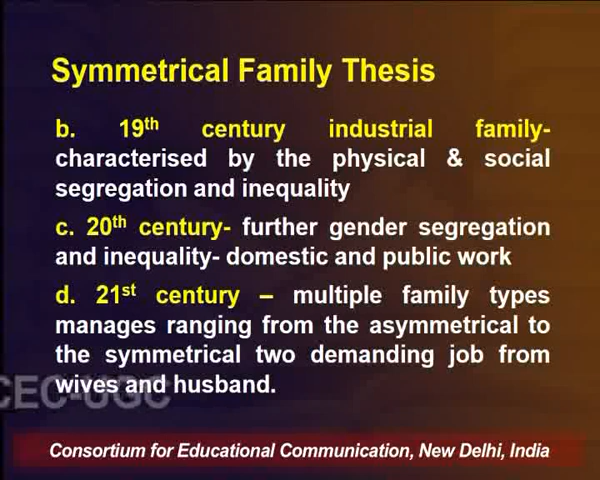 Symmetrical Family Thesis
b. 19th century industrial family-
characterised by the physical & social
segregation and inequality
c. 20th century- further gender segregation
and inequality- domestic and public work
d. 21st century – multiple family types
manages ranging from the asymmetrical to
the symmetrical two demanding job from
wives and husband.
CEC-UGC
Consortium for Educational Communication, New Delhi, India